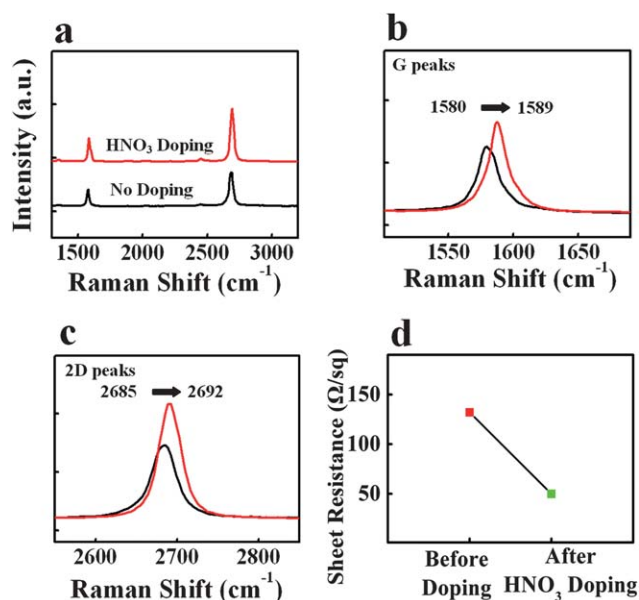 a
Intensity (a.u.)
HNO₃ Doping
No Doping
1500 2000 2500 3000
Raman Shift (cm⁻¹)
b
G peaks
1580 1589
1550 1600 1650
Raman Shift (cm⁻¹)
c
2D peaks
2685 2692
2600 2700 2800
Raman Shift (cm⁻¹)
d
Sheet Resistance (Ω/sq)
150
100
50
Before After
Doping HNO₃ Doping